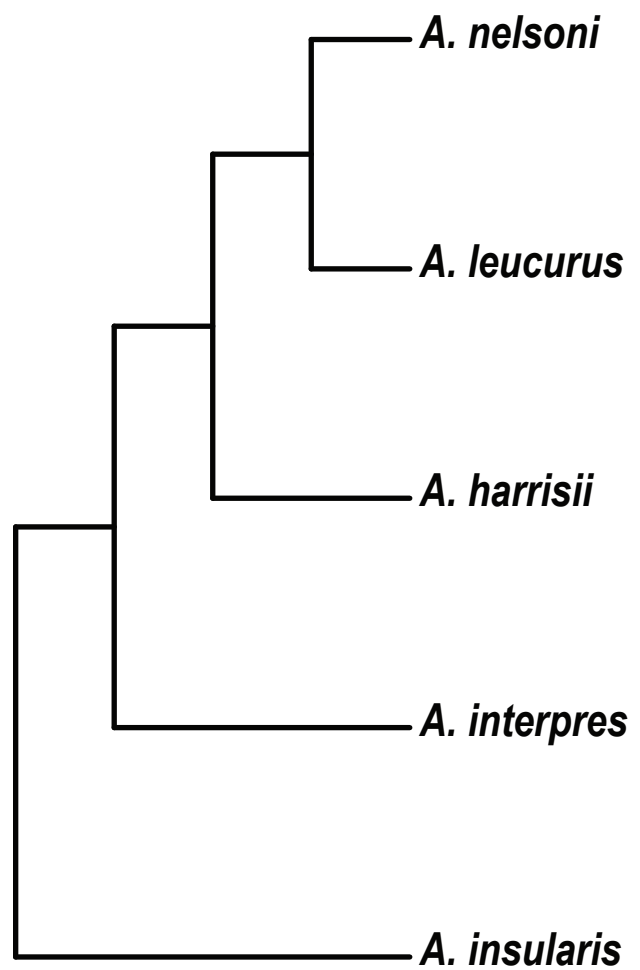 A. nelsoni
A. leucurus
A. harrisii
A. interpres
A. insularis